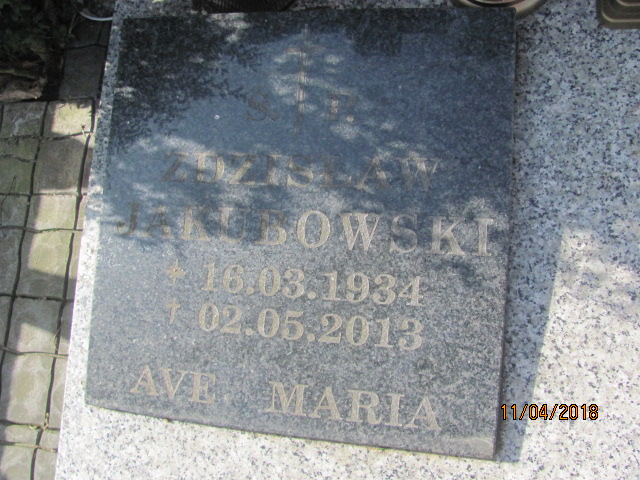 Ś. P.
ZDZISŁAW
JAKUBOWSKI
* 16.03.1934
† 02.05.2013
AVE MARIA
11/04/2018